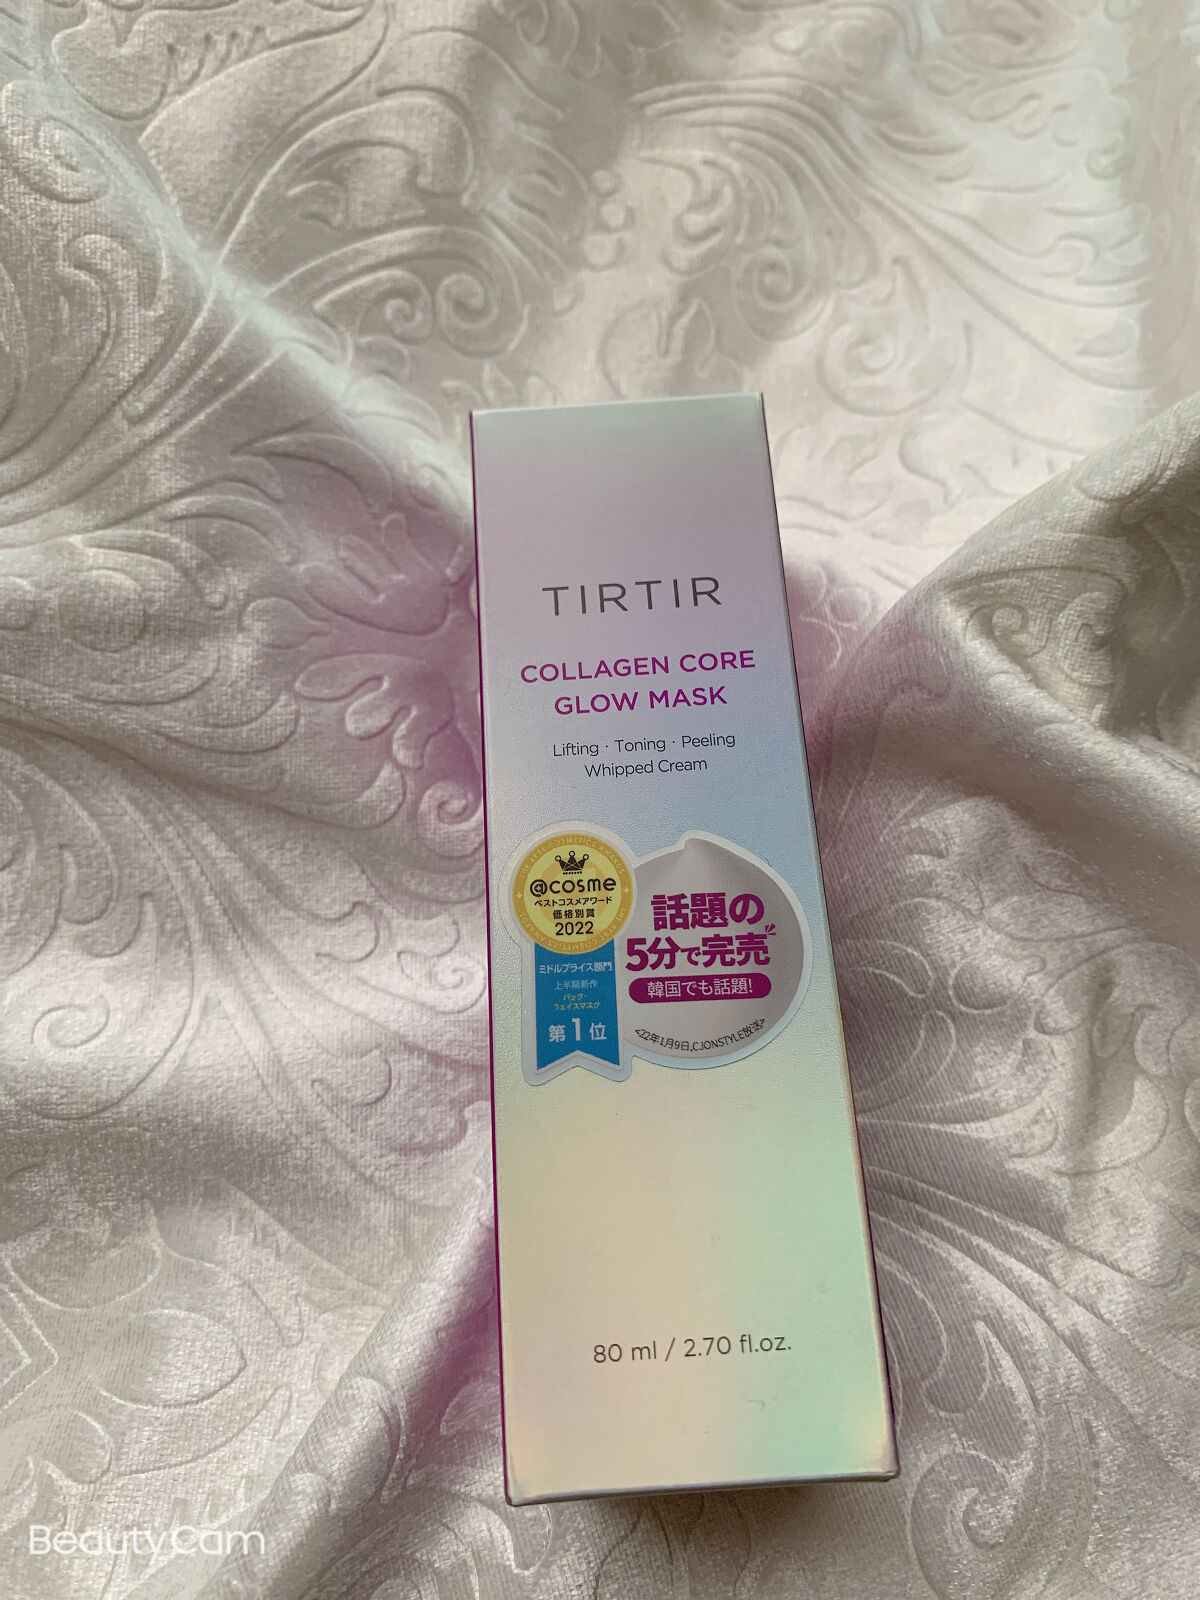 TIRTIR
COLLAGEN CORE
GLOW MASK
Lifting · Toning · Peeling
Whipped Cream
@cosme
ベストコスメアワード
価格別賞
2022
ミドルプライス部門
上半期新作
パック・
フェイスマスク
第1位
話題の
5分で完売
韓国でも話題!
<22年1月9日,CJONSTYLE放送>
80 ml / 2.70 fl.oz.
BeautyCam